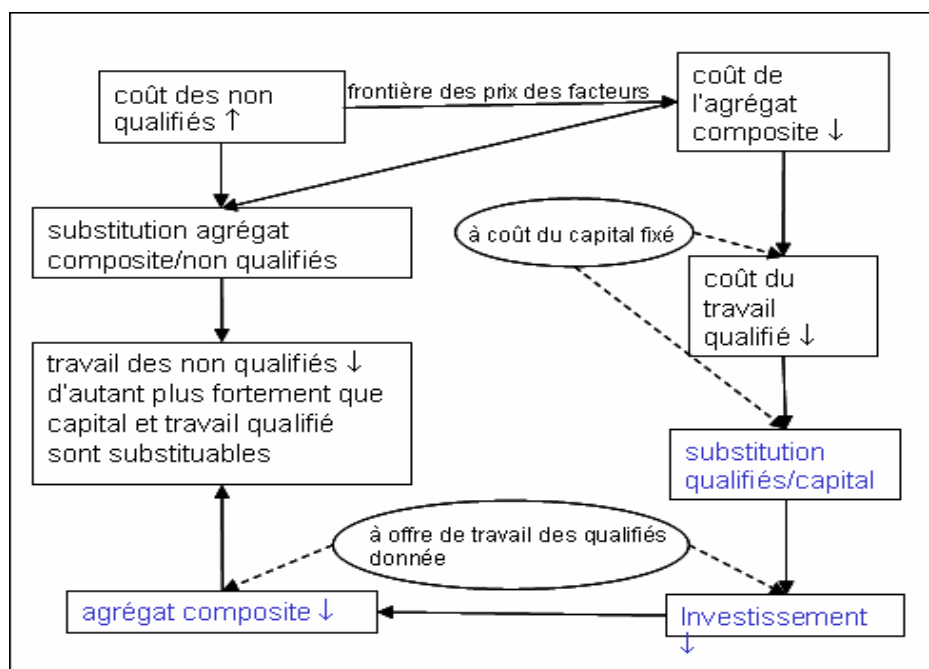 coût des non
qualifiés ↑
frontière des prix des facteurs
coût de
l'agrégat
composite ↓
substitution agrégat
composite/non qualifiés
à coût du capital fixé
coût du
travail
qualifié ↓
travail des non qualifiés ↓
d'autant plus fortement que
capital et travail qualifié
sont substituables
substitution
qualifiés/capital
à offre de travail des qualifiés
donnée
agrégat composite ↓
Investissement
↓